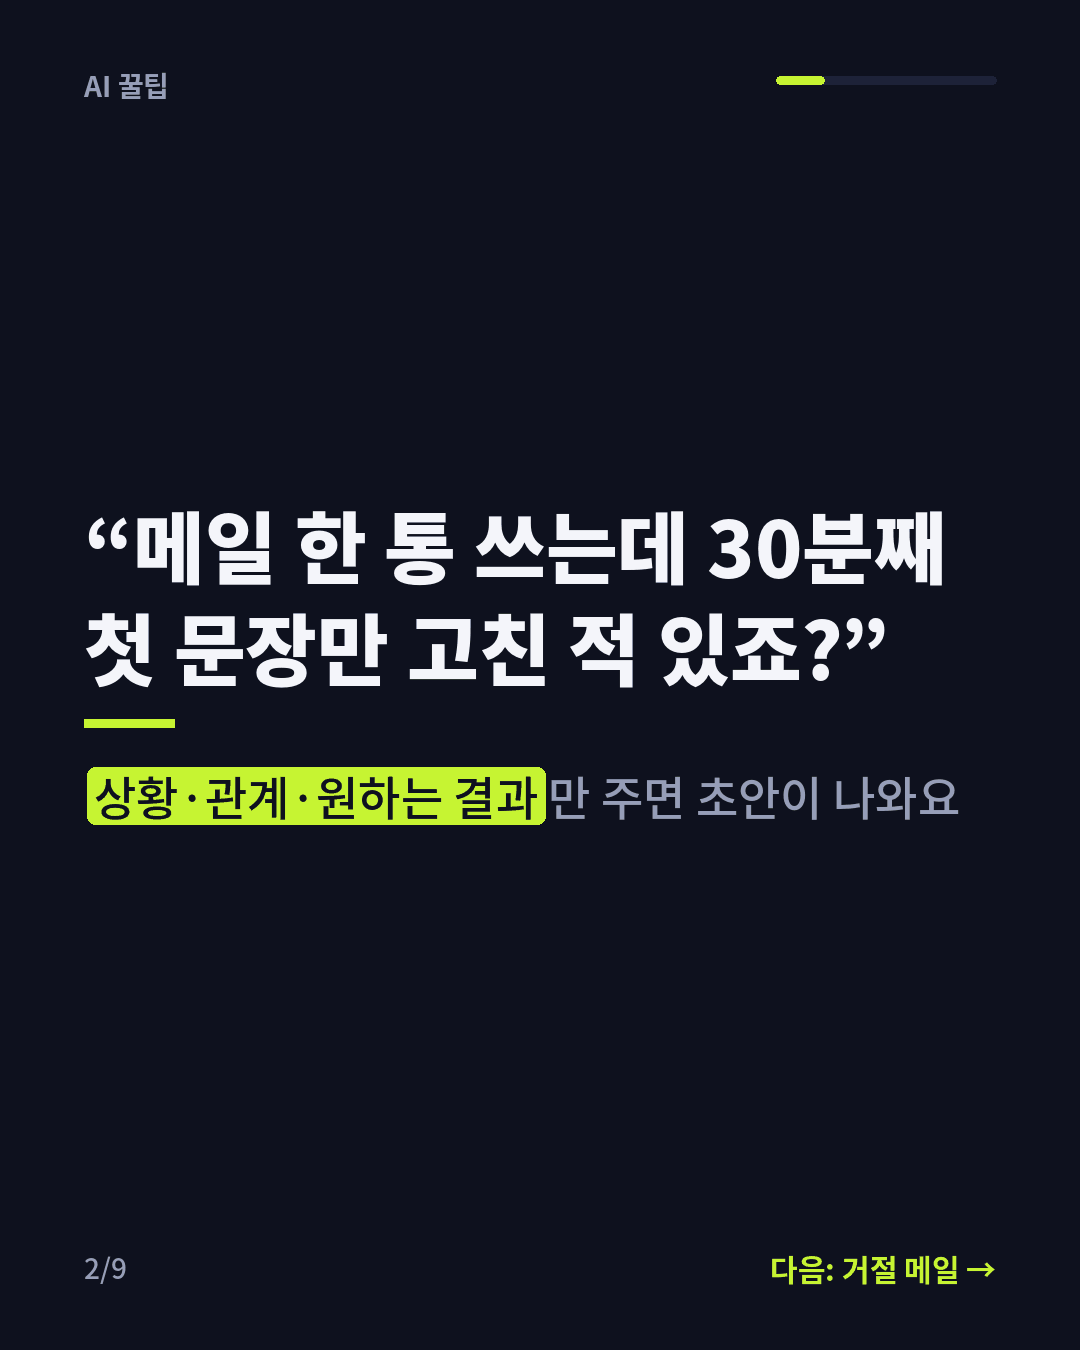 AI 꿀팁
“메일 한 통 쓰는데 30분째
첫 문장만 고친 적 있죠?”
상황·관계·원하는 결과만 주면 초안이 나와요
2/9
다음: 거절 메일 →